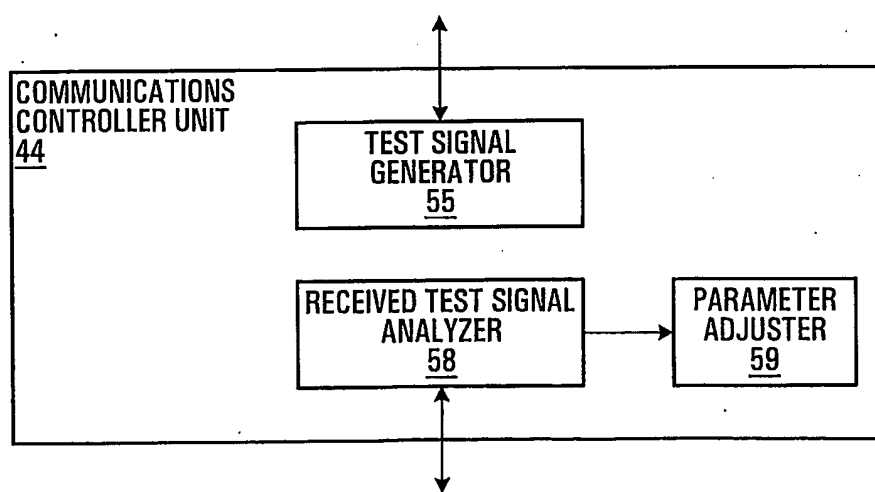 COMMUNICATIONS
CONTROLLER UNIT
44
TEST SIGNAL
GENERATOR
55
RECEIVED TEST SIGNAL
ANALYZER
58
PARAMETER
ADJUSTER
59